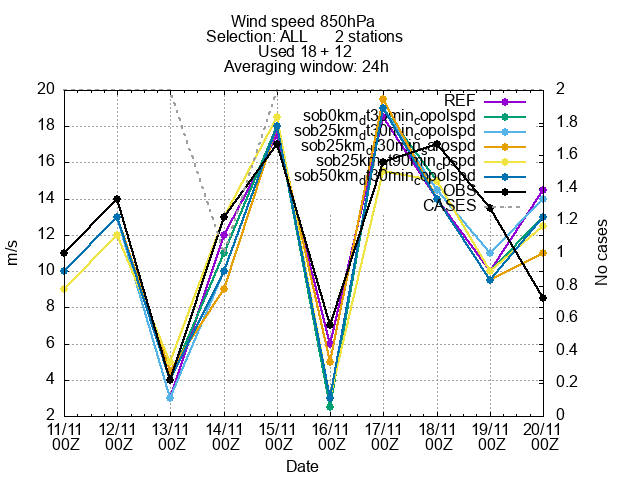 Wind speed 850hPa
Selection: ALL 2 stations
Used 18 + 12
Averaging window: 24h
20
18
16
14
12
10
8
6
4
2
m/s
2
1.8
1.6
1.4
1.2
1
0.8
0.6
0.4
0.2
0
No cases
REF
sob0km_dt30min_copolspd
sob25km_dt30min_copolspd
sob25km_dt90min_cpspd
sob50km_dt30min_copolspd
OBS
CASES
11/11 12/11 13/11 14/11 15/11 16/11 17/11 18/11 19/11 20/11
00Z 00Z 00Z 00Z 00Z 00Z 00Z 00Z 00Z 00Z
Date